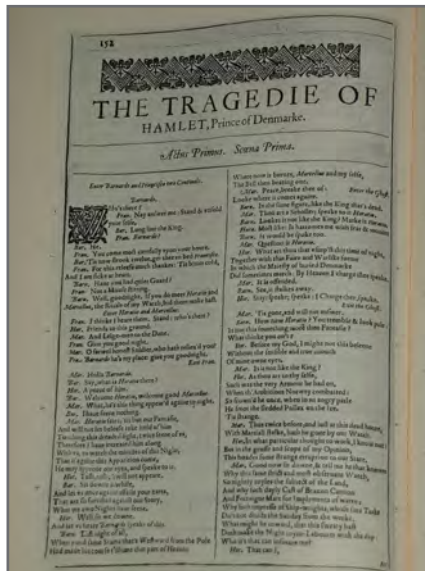 152
THE TRAGEDIE OF
HAMLET, Prince of Denmarke.
Actus Primus. Scena Prima.
Enter Barnardo and Francisco two Centinels.
Barnardo.
Who's there?
Fran. Nay answer me: Stand & vnfold
your selfe.
Bar. Long liue the King.
Fran. Barnardo?
Bar. He.
Fran. You come most carefully vpon your houre.
Bar. 'Tis now strook twelue, get thee to bed Francisco.
Fran. For this releefe much thankes: 'Tis bitter cold,
And I am sicke at heart.
Barn. Haue you had quiet Guard?
Fran. Not a Mouse stirring.
Barn. Well, goodnight. If you do meet Horatio and
Marcellus, the Riuals of my Watch, bid them make hast.
Enter Horatio and Marcellus.
Fran. I thinke I heare them. Stand: who's there?
Hor. Friends to this ground.
Mar. And Leige-men to the Dane.
Fran. Giue you good night.
Mar. O farwel honest Soldier, who hath relieu'd you?
Fra. Barnardo ha's my place: giue you goodnight.
Exit Fran.
Mar. Holla Barnardo.
Bar. Say, what is Horatio there?
Hor. A peece of him.
Bar. Welcome Horatio, welcome good Marcellus.
Mar. What, ha's this thing appear'd againe to night.
Bar. I haue seene nothing.
Mar. Horatio saies, 'tis but our Fantasie,
And will not let beleefe take hold of him
Touching this dreaded sight, twice seene of vs,
Therefore I haue intreated him along
With vs, to watch the minutes of this Night,
That if againe this Apparition come,
He may approue our eyes, and speake to it.
Hor. Tush, tush, 'twill not appeare.
Bar. Sit downe a-while,
And let vs once againe assaile your eares,
That are so fortified against our Story,
What we two Nights haue seene.
Hor. Well, sit we downe,
And let vs heare Barnardo speake of this.
Barn. Last night of all,
When yond same Starre that's Westward from the Pole
Had made his course t'illume that part of Heauen
Where now it burnes, Marcellus and my selfe,
The Bell then beating one.
Mar. Peace, breake thee of: Enter the Ghost.
Looke where it comes againe.
Barn. In the same figure, like the King that's dead.
Mar. Thou art a Scholler; speake to it Horatio.
Barn. Lookes it not like the King? Marke it Horatio.
Hora. Most like: It harrowes me with fear & wonder
Barn. It would be spoke too.
Mar. Question it Horatio.
Hor. What art thou that vsurp'st this time of night,
Together with that Faire and Warlike forme
In which the Maiesty of buried Denmarke
Did sometimes march: By Heauen I charge thee speake.
Mar. It is offended.
Barn. See, it stalkes away.
Hor. Stay: speake; speake: I Charge thee, speake.
Exit the Ghost.
Mar. 'Tis gone, and will not answer.
Barn. How now Horatio? You tremble & look pale:
Is not this something more then Fantasie?
What thinke you on't?
Hor. Before my God, I might not this beleeue
Without the sensible and true auouch
Of mine owne eyes.
Mar. Is it not like the King?
Hor. As thou art to thy selfe,
Such was the very Armour he had on,
When th'Ambitious Norwey combatted:
So frown'd he once, when in an angry parle
He smot the sledded Pollax on the Ice.
'Tis strange.
Mar. Thus twice before, and iust at this dead houre,
With Martiall stalke, hath he gone by our Watch.
Hor. In what particular thought to work, I know not:
But in the grosse and scope of my Opinion,
This boades some strange erruption to our State.
Mar. Good now sit downe, & tell me he that knowes
Why this same strict and most obseruant Watch,
So nightly toyles the subiect of the Land,
And why such dayly Cast of Brazon Cannon
And Forraigne Mart for Implements of warre:
Why such impresse of Ship-wrights, whose sore Taske
Do's not diuide the Sunday from the weeke,
What might be toward, that this sweaty hast
Doth make the Night ioynt-Labourer with the day:
Who is't that can informe me?
Hor. That can I,